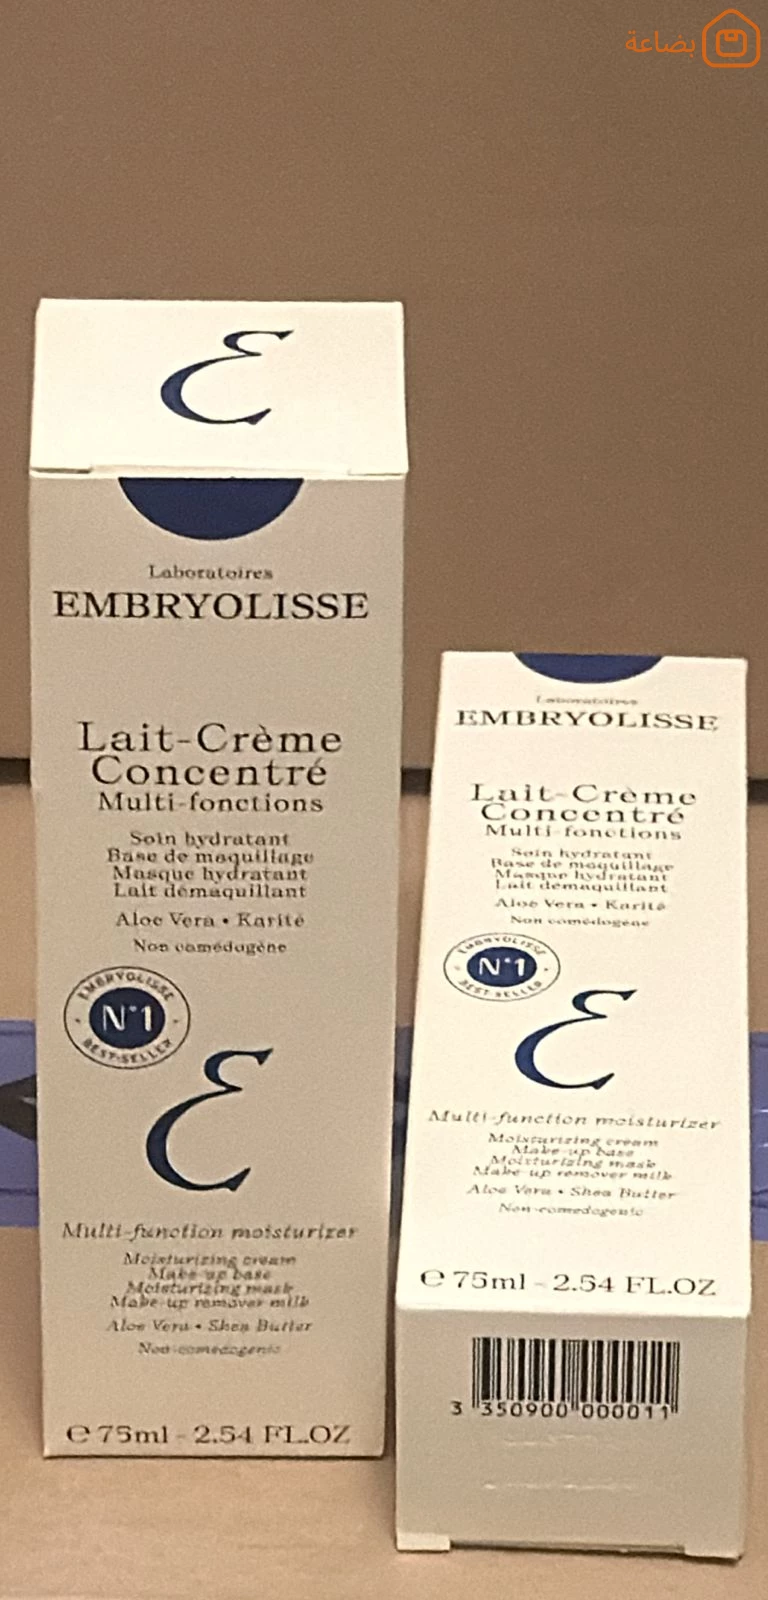 بضاعة
Laboratoires
EMBRYOLISSE
Lait-Crème
Concentré
Multi-fonctions
Soin hydratant
Base de maquillage
Masque hydratant
Lait démaquillant
Aloe Vera • Karité
Non comédogène
EMBRYOLISSE
N°1
BEST-SELLER
Multi-function moisturizer
Moisturizing cream
Make-up base
Moisturizing mask
Make-up remover milk
Aloe Vera • Shea Butter
Non-comedogenic
e 75ml - 2.54 FL.OZ
Laboratoires
EMBRYOLISSE
Lait-Crème
Concentré
Multi-fonctions
Soin hydratant
Base de maquillage
Masque hydratant
Lait démaquillant
Aloe Vera • Karité
Non comédogène
EMBRYOLISSE
N°1
BEST-SELLER
Multi-function moisturizer
Moisturizing cream
Make-up base
Moisturizing mask
Make-up remover milk
Aloe Vera • Shea Butter
Non-comedogenic
e 75ml - 2.54 FL.OZ
3 350900 000011